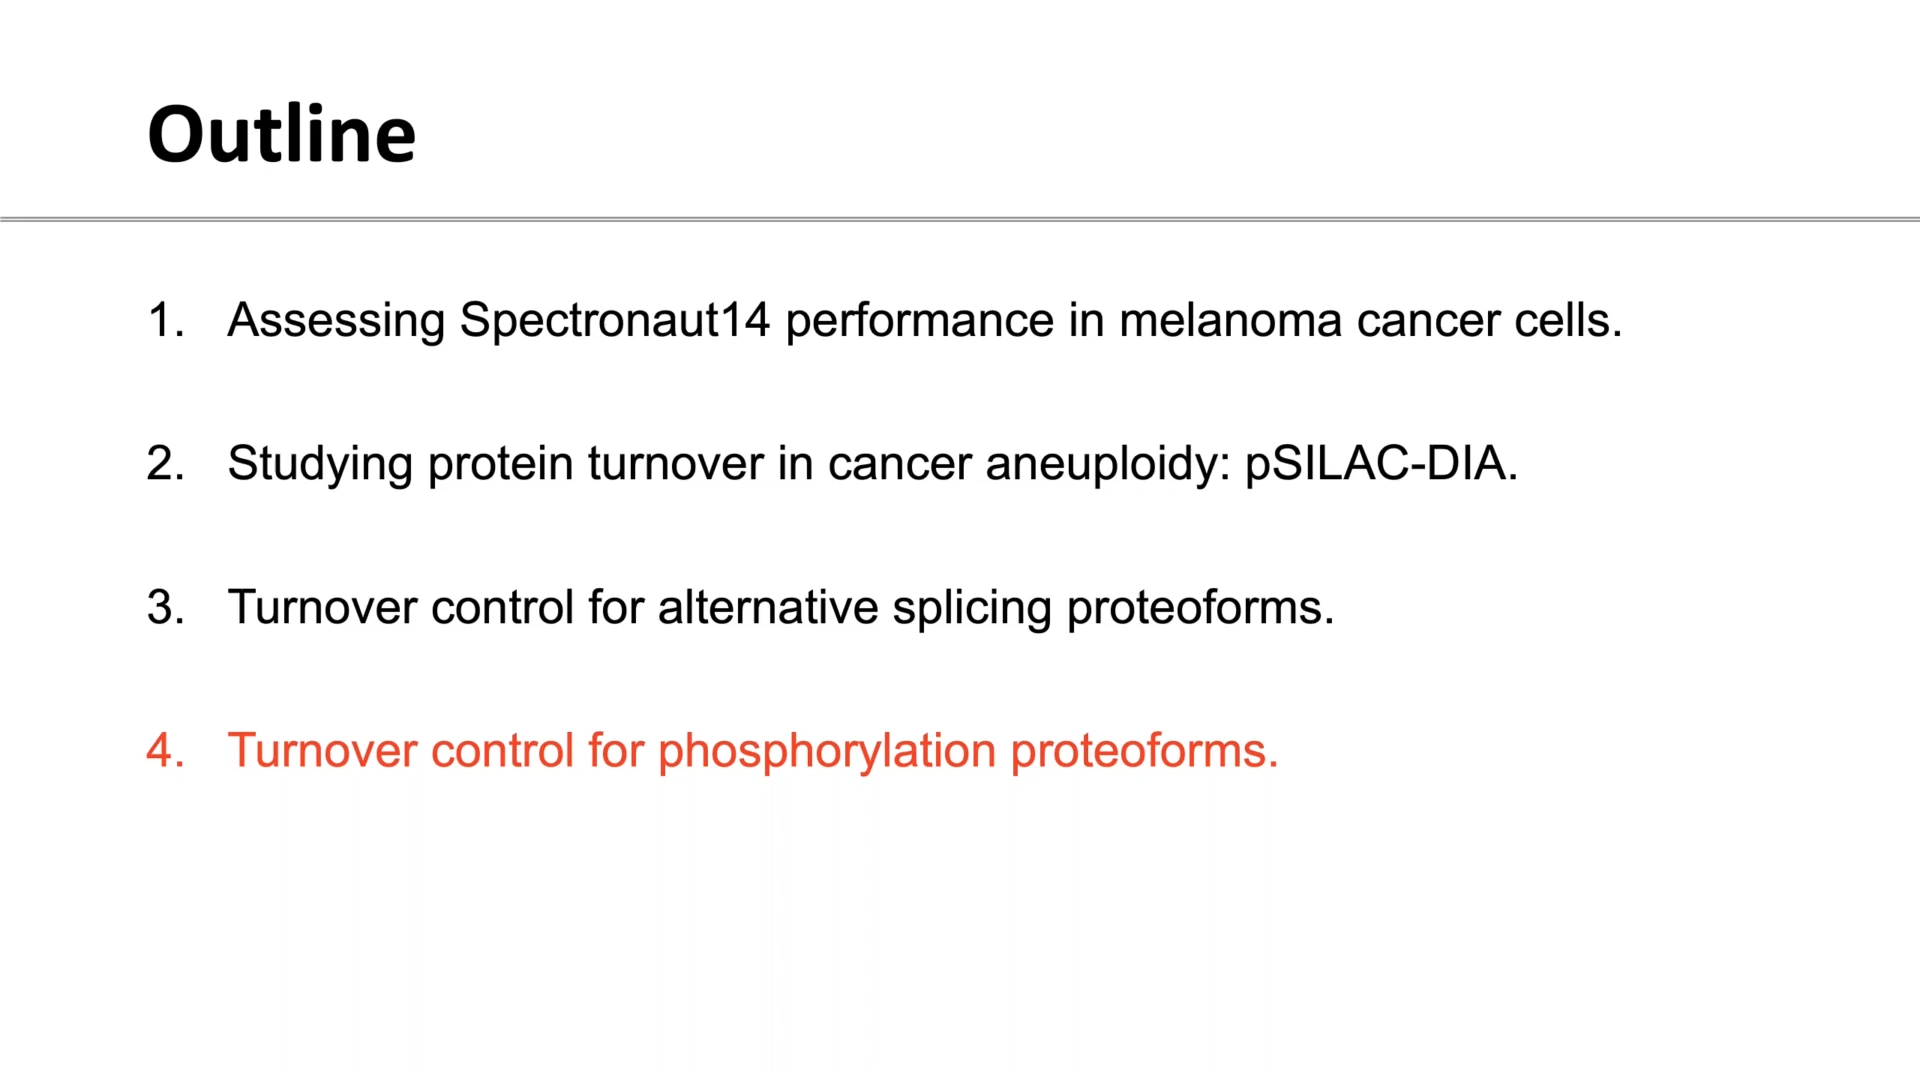 Outline
1. Assessing Spectronaut14 performance in melanoma cancer cells.
2. Studying protein turnover in cancer aneuploidy: pSILAC-DIA.
3. Turnover control for alternative splicing proteoforms.
4. Turnover control for phosphorylation proteoforms.